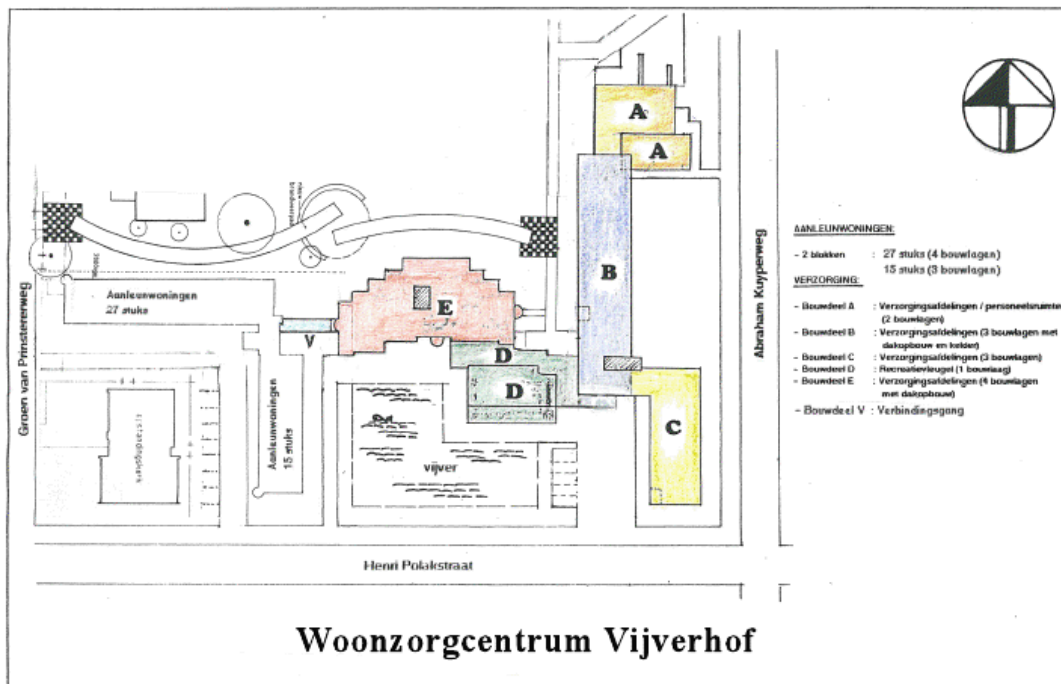 A
A
B
E
D
D
C
V
Aanleunwoningen
27 stuks
Aanleunwoningen
15 stuks
vijver
Groen van Prinstererweg
Abraham Kuyperweg
Henri Polakstraat
AANLEUNWONINGEN:
- 2 blokken : 27 stuks (4 bouwlagen)
15 stuks (3 bouwlagen)
VERZORGING:
- Bouwdeel A : Verzorgingsafdelingen / personeelsruimte
(2 bouwlagen)
- Bouwdeel B : Verzorgingsafdelingen (3 bouwlagen met
dakopbouw en kelder)
- Bouwdeel C : Verzorgingsafdelingen (3 bouwlagen)
- Bouwdeel D : Recreatievleugel (1 bouwlaag)
- Bouwdeel E : Verzorgingsafdelingen (4 bouwlagen
met dakopbouw)
- Bouwdeel V : Verbindingsgang
Woonzorgcentrum Vijverhof